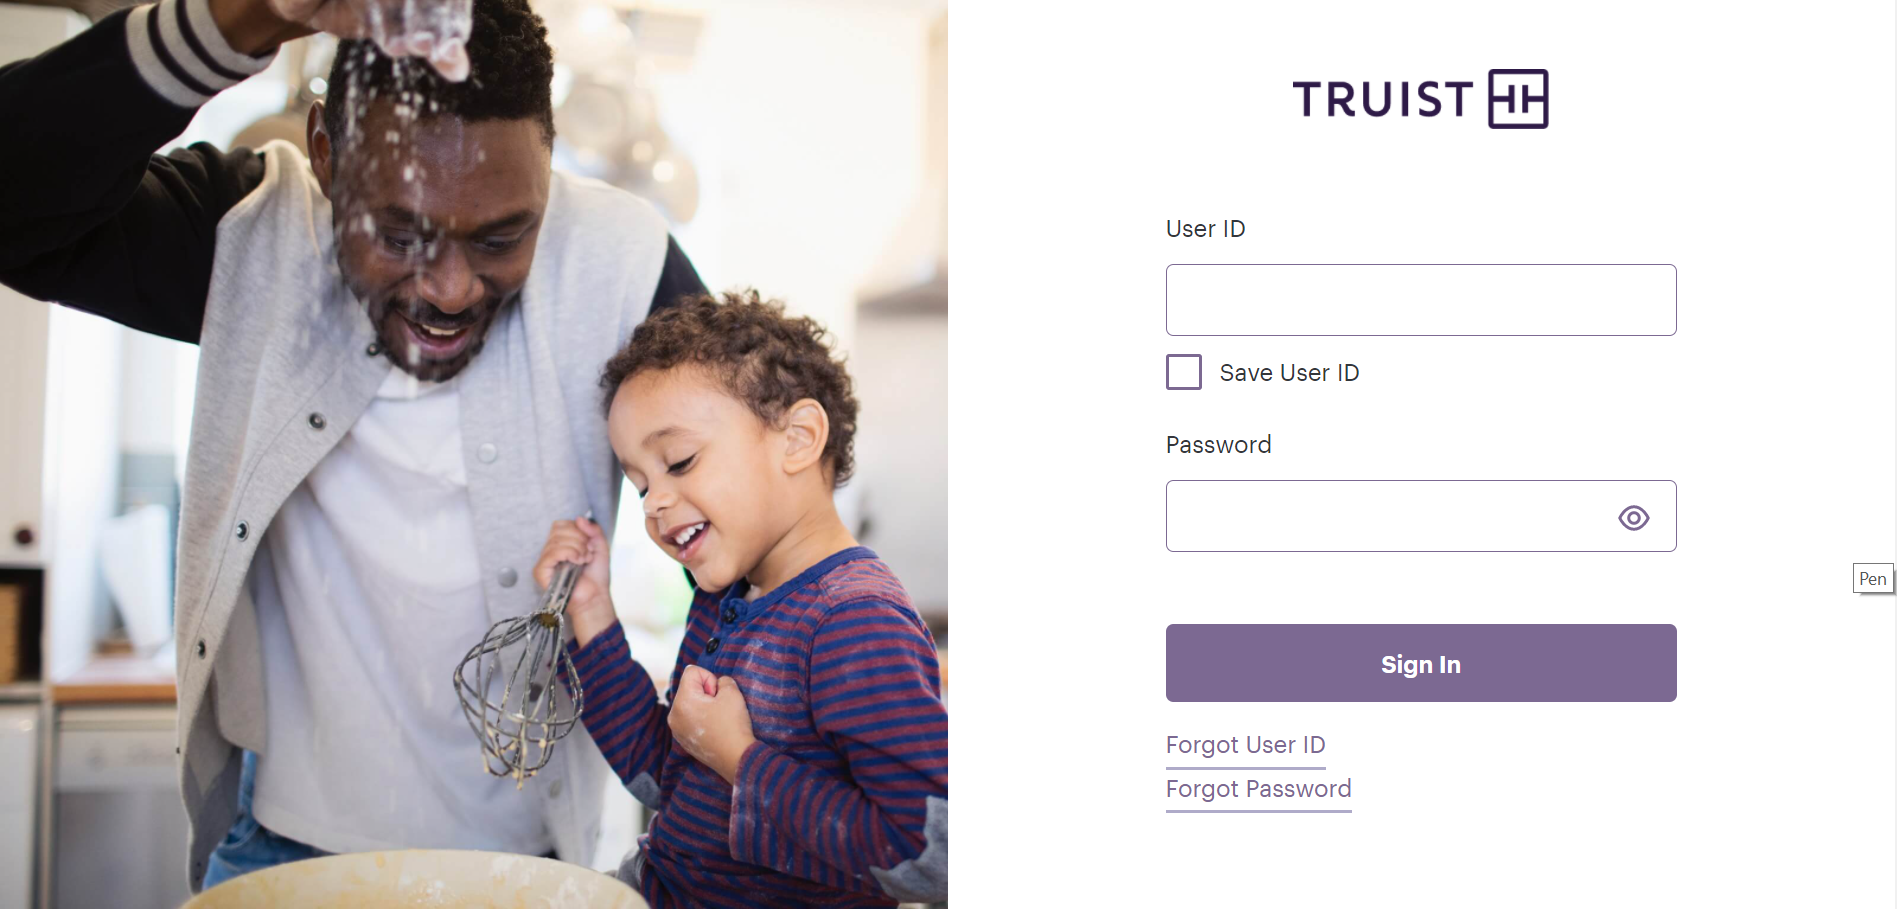 TRUIST
User ID
Save User ID
Password
Pen
Sign In
Forgot User ID
Forgot Password